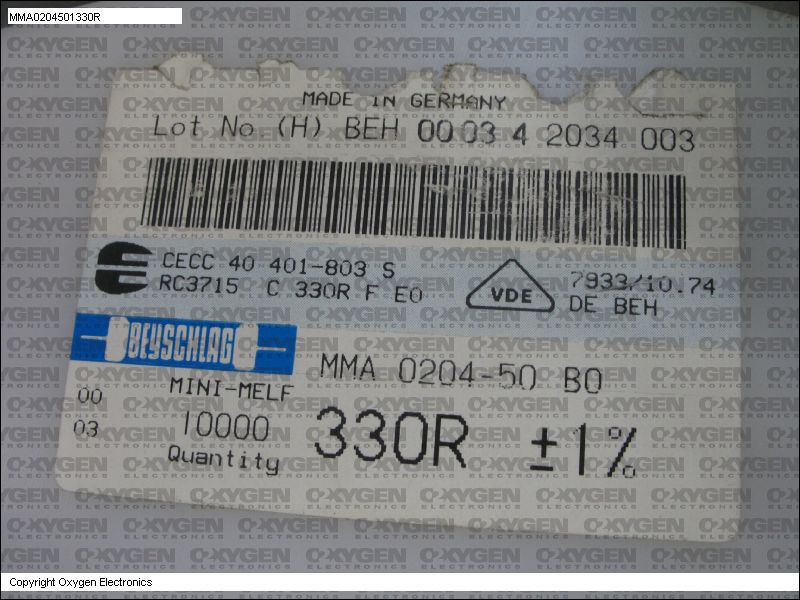 MMA0204501330R
MADE IN GERMANY
Lot No. (H) BEH 00 03 4 2034 003
CECC 40 401-803 S
RC3715 C 330R F E0
VDE
7933/10.74
DE BEH
BEYSCHLAG
MMA 0204-50 B0
MINI-MELF
00
03
10000
Quantity
330R ±1%
OXYGEN
ELECTRONICS
Copyright Oxygen Electronics